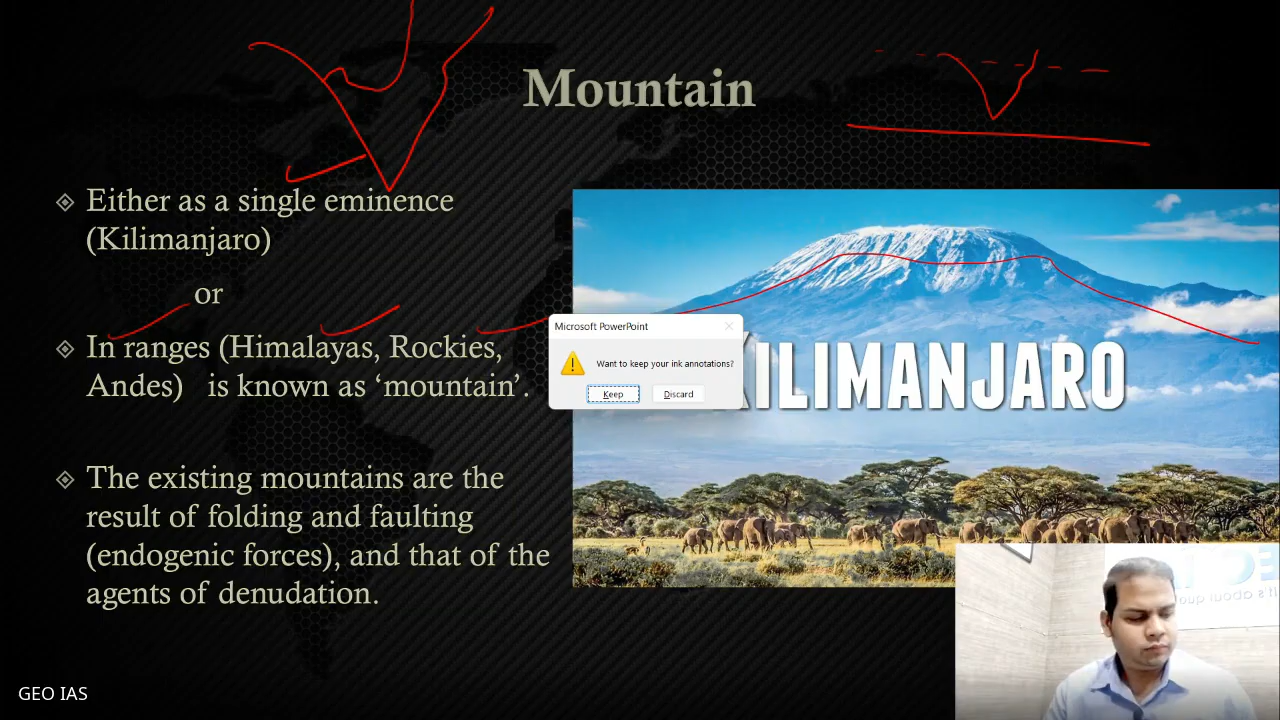 Mountain
Either as a single eminence
(Kilimanjaro)
or
In ranges (Himalayas, Rockies,
Andes) is known as ‘mountain’.
The existing mountains are the
result of folding and faulting
(endogenic forces), and that of the
agents of denudation.
Microsoft PowerPoint
Want to keep your ink annotations?
Keep
Discard
KILIMANJARO
GEO IAS